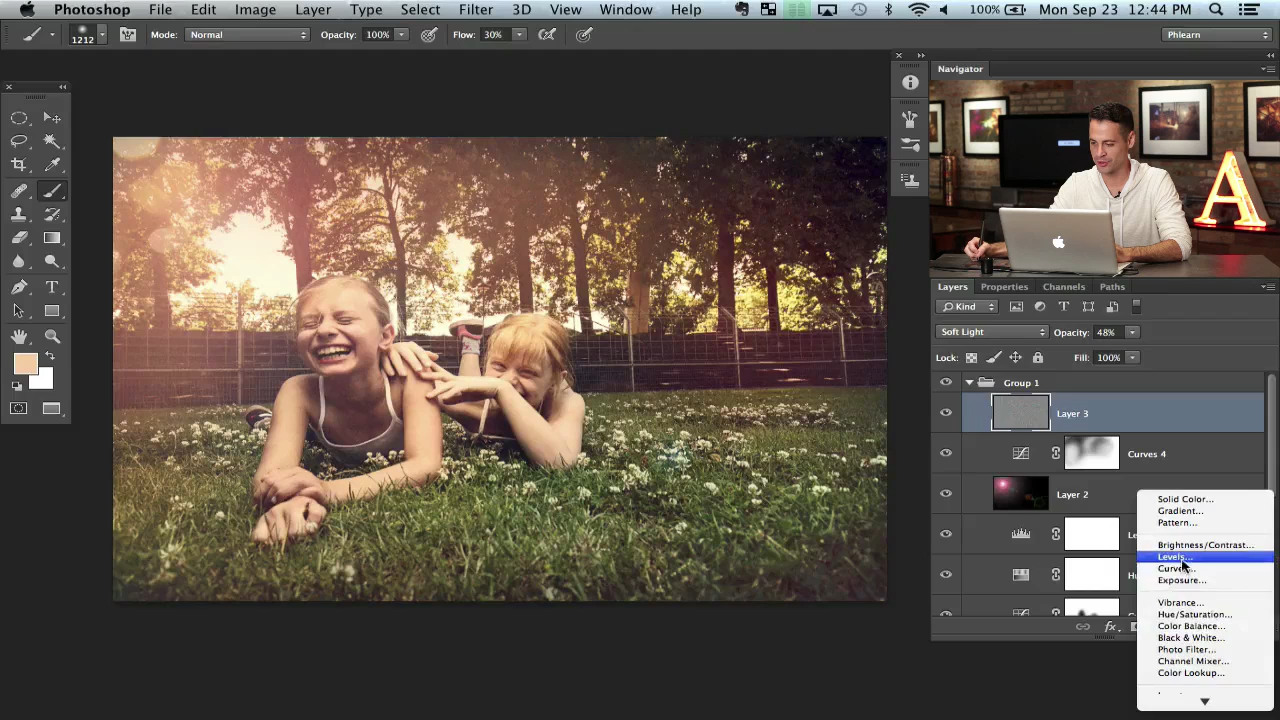 Photoshop File Edit Image Layer Type Select Filter 3D View Window Help 100% Mon Sep 23 12:44 PM
1212 Mode: Normal Opacity: 100% Flow: 30% Phlearn
Navigator
A
Layers Properties Channels Paths
Kind T
Soft Light Opacity: 48%
Lock: Fill: 100%
Group 1
Layer 3
Curves 4
Layer 2
Solid Color...
Gradient...
Pattern...
Brightness/Contrast...
Levels...
Exposure...
Vibrance...
Hue/Saturation...
Color Balance...
Black & White...
Photo Filter...
Channel Mixer...
Color Lookup...
fx